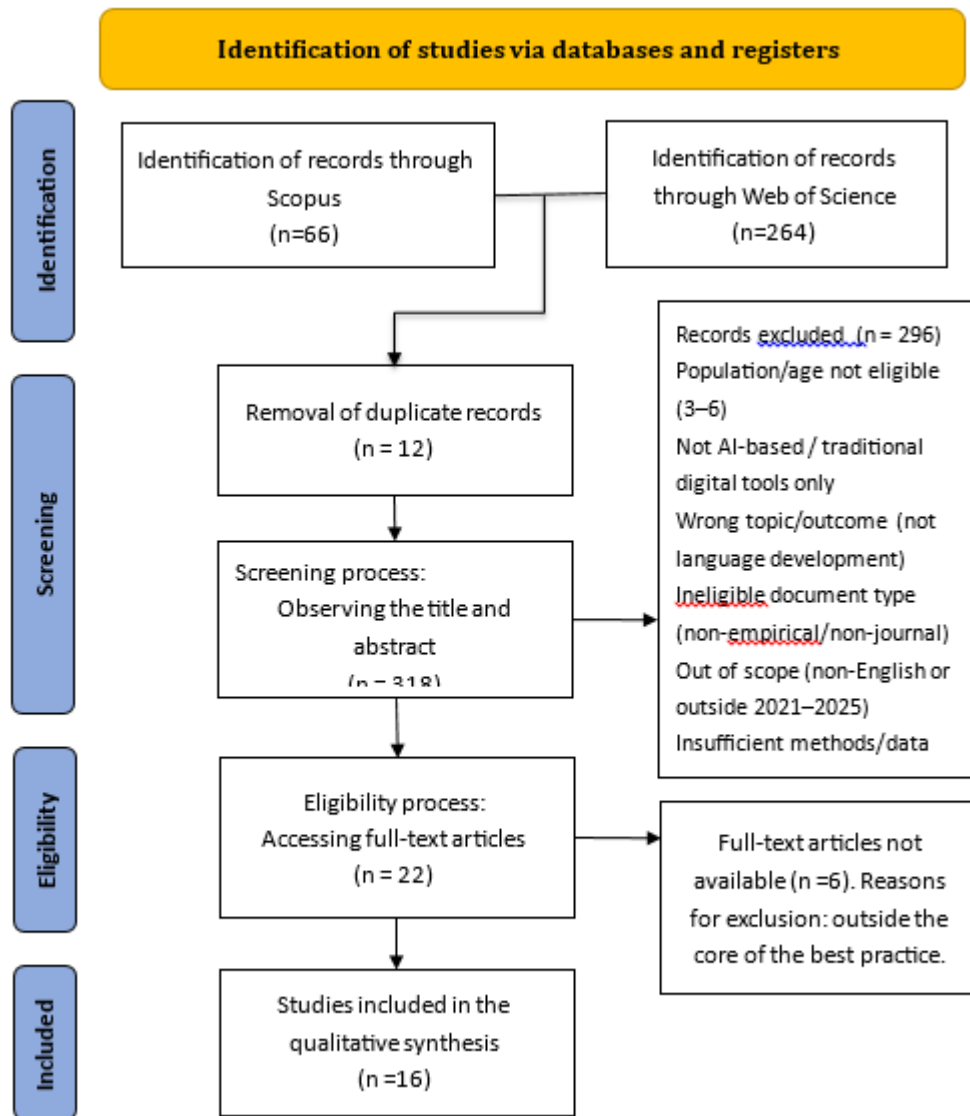 Identification of studies via databases and registers
Identification
Identification of records through
Scopus
(n=66)
Identification of records
through Web of Science
(n=264)
Screening
Removal of duplicate records
(n = 12)
Screening process:
Observing the title and
abstract
(n = 318)
Records excluded (n = 296)
Population/age not eligible
(3–6)
Not AI-based / traditional
digital tools only
Wrong topic/outcome (not
language development)
Ineligible document type
(non-empirical/non-journal)
Out of scope (non-English or
outside 2021–2025)
Insufficient methods/data
Eligibility
Eligibility process:
Accessing full-text articles
(n = 22)
Full-text articles not
available (n =6). Reasons
for exclusion: outside the
core of the best practice.
Included
Studies included in the
qualitative synthesis
(n =16)